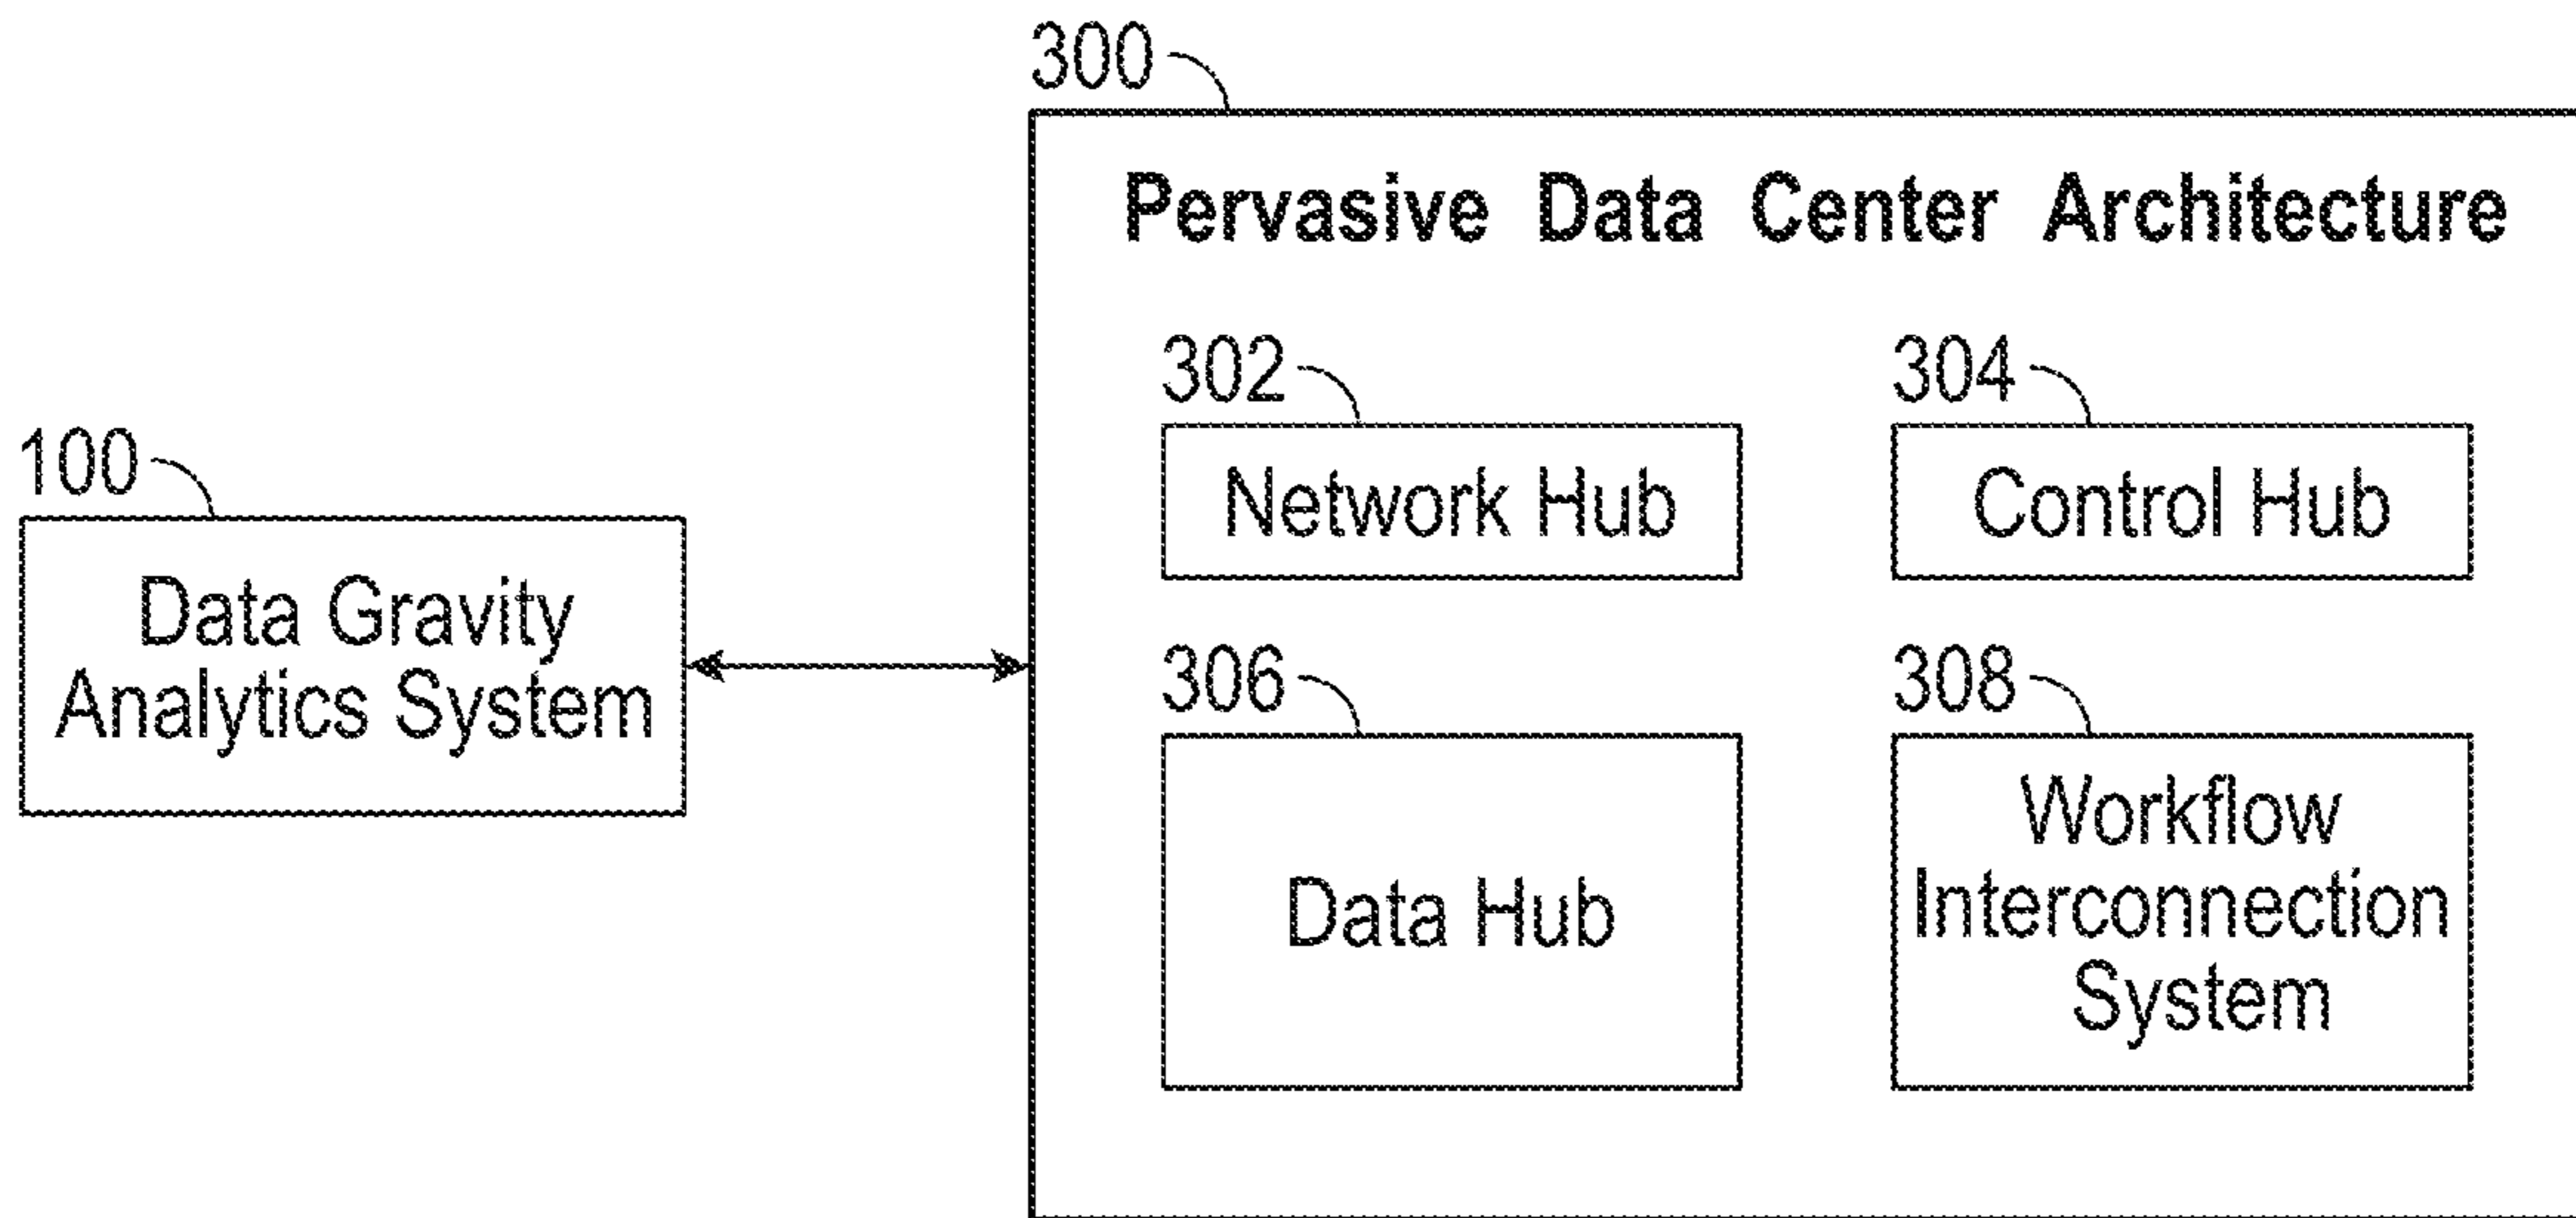 300
Pervasive Data Center Architecture
302
304
Network Hub
Control Hub
100
Data Gravity
Analytics System
306
308
Data Hub
Workflow
Interconnection
System